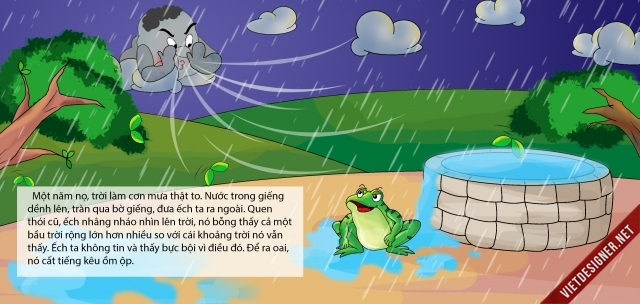 Một năm nọ, trời làm cơn mưa thật to. Nước trong giếng
dềnh lên, tràn qua bờ giếng, đưa ếch ta ra ngoài. Quen
thói cũ, ếch nhâng nháo nhìn lên trời, nó bỗng thấy cả một
bầu trời rộng lớn hơn nhiều so với cái khoảng trời nó vẫn
thấy. Ếch ta không tin và thấy bực bội vì điều đó. Để ra oai,
nó cất tiếng kêu ồm ộp.
VIETDESIGNER.NET